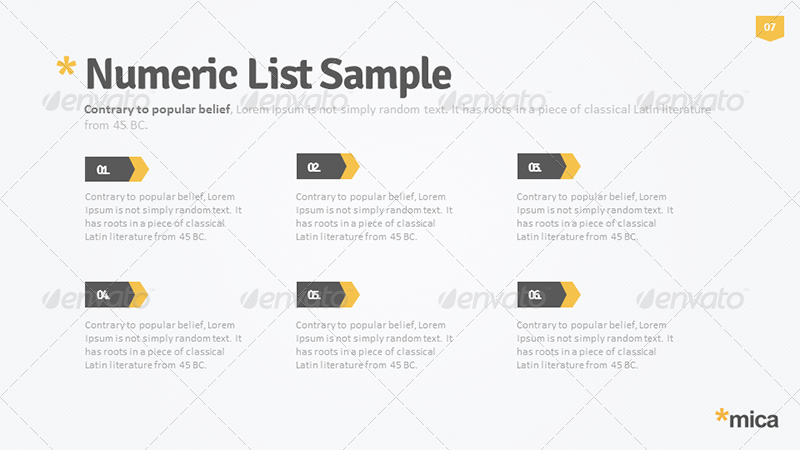 07
* Numeric List Sample
Contrary to popular belief, Lorem Ipsum is not simply random text. It has roots in a piece of classical Latin literature
from 45 BC.
01.
02.
03.
Contrary to popular belief, Lorem
Ipsum is not simply random text. It
has roots in a piece of classical
Latin literature from 45 BC.
Contrary to popular belief, Lorem
Ipsum is not simply random text. It
has roots in a piece of classical
Latin literature from 45 BC.
Contrary to popular belief, Lorem
Ipsum is not simply random text. It
has roots in a piece of classical
Latin literature from 45 BC.
04.
05.
06.
Contrary to popular belief, Lorem
Ipsum is not simply random text. It
has roots in a piece of classical
Latin literature from 45 BC.
Contrary to popular belief, Lorem
Ipsum is not simply random text. It
has roots in a piece of classical
Latin literature from 45 BC.
Contrary to popular belief, Lorem
Ipsum is not simply random text. It
has roots in a piece of classical
Latin literature from 45 BC.
*mica
envato
envato
envato
envato
envato
envato
envato
envato